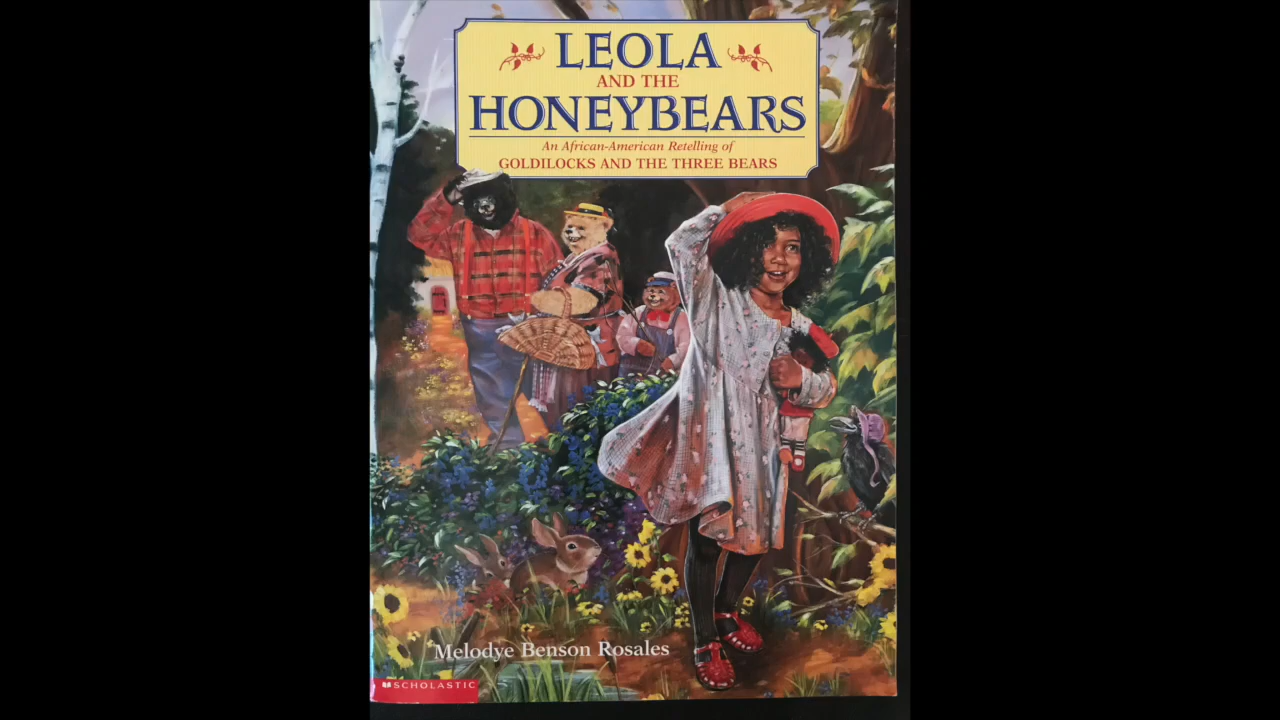 LEOLA
AND THE
HONEYBEARS
An African-American Retelling of
GOLDILOCKS AND THE THREE BEARS
Melodye Benson Rosales
SCHOLASTIC